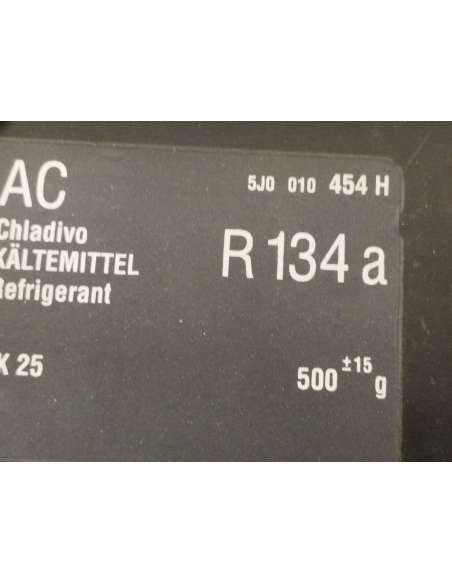 AC 5J0 010 454 H
Chladivo
KÄLTEMITTEL R 134 a
Refrigerant
K 25 500 ±15 g